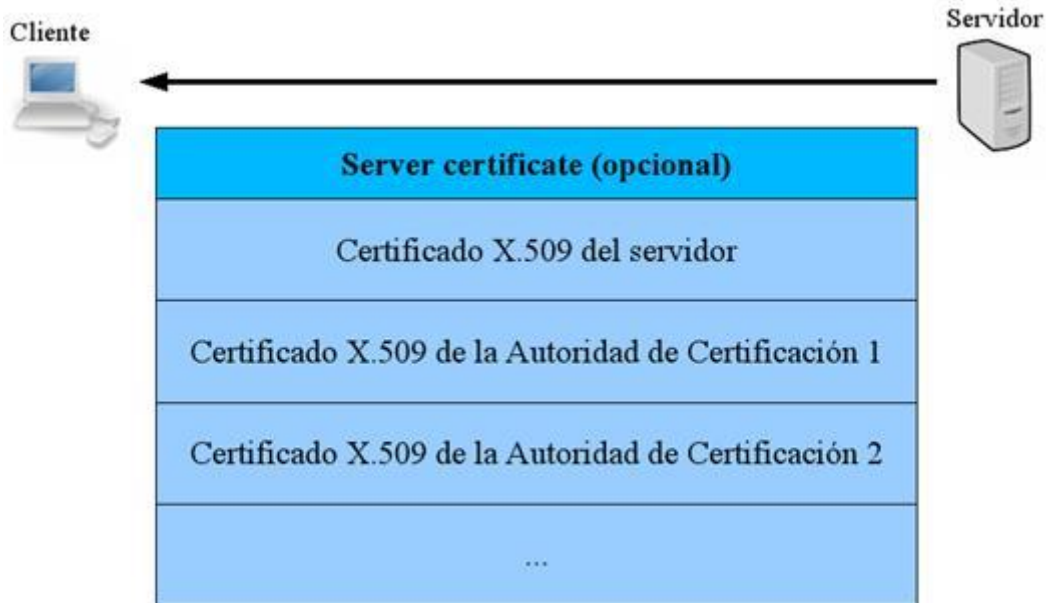 Cliente
Servidor
Server certificate (opcional)
Certificado X.509 del servidor
Certificado X.509 de la Autoridad de Certificación 1
Certificado X.509 de la Autoridad de Certificación 2
...